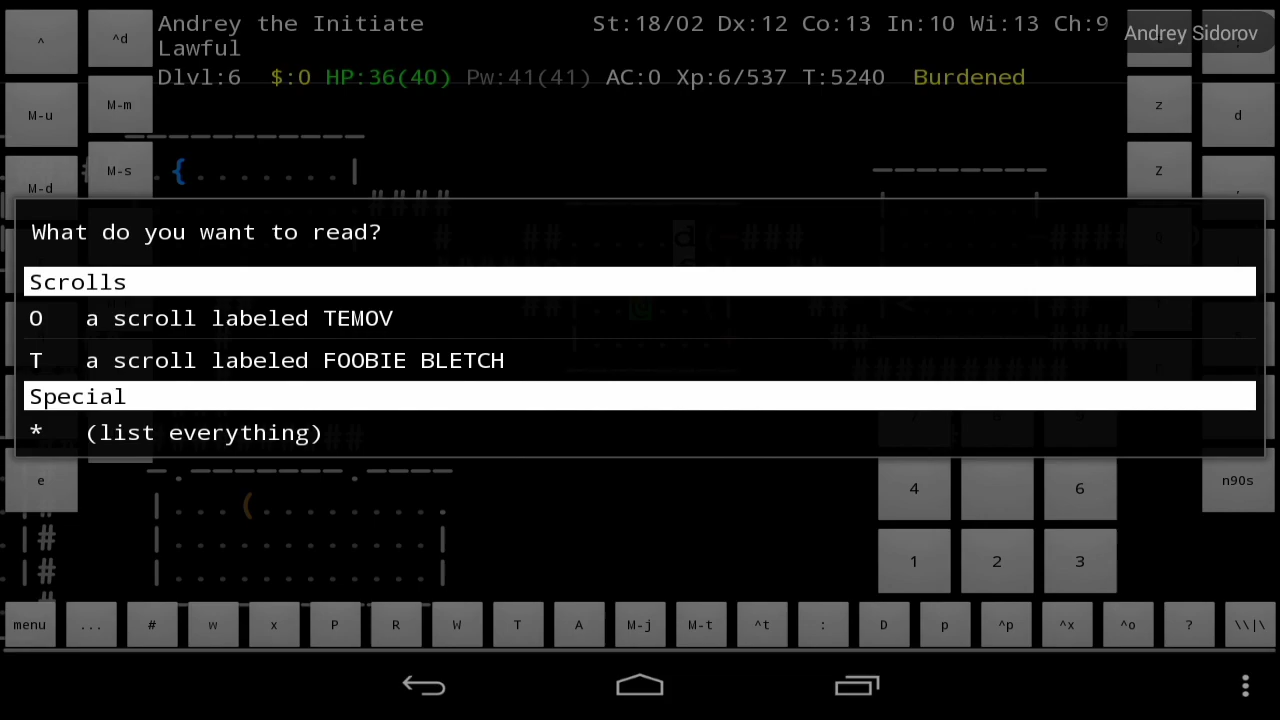 Andrey the Initiate St:18/02 Dx:12 Co:13 In:10 Wi:13 Ch:9
Lawful
Dlvl:6 $:0 HP:36(40) Pw:41(41) AC:0 Xp:6/537 T:5240 Burdened
Andrey Sidorov
^ ^d
M-u M-m z d
M-d M-s Z ,
What do you want to read?
Scrolls
O a scroll labeled TEMOV
T a scroll labeled FOOBIE BLETCH
Special
* (list everything)
e 4 6 n90s
1 2 3
menu ... # w x P R W T A M-j M-t ^t : D p ^p ^x ^o ? \\|\